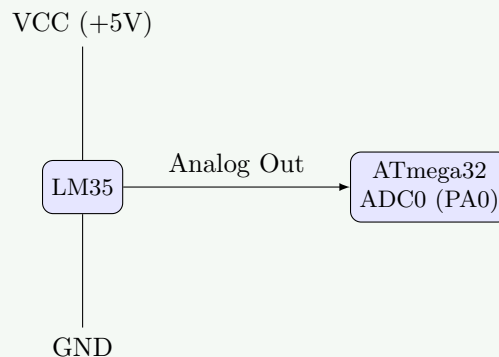 VCC (+5V)
Analog Out
LM35
ATmega32
ADC0 (PA0)
GND